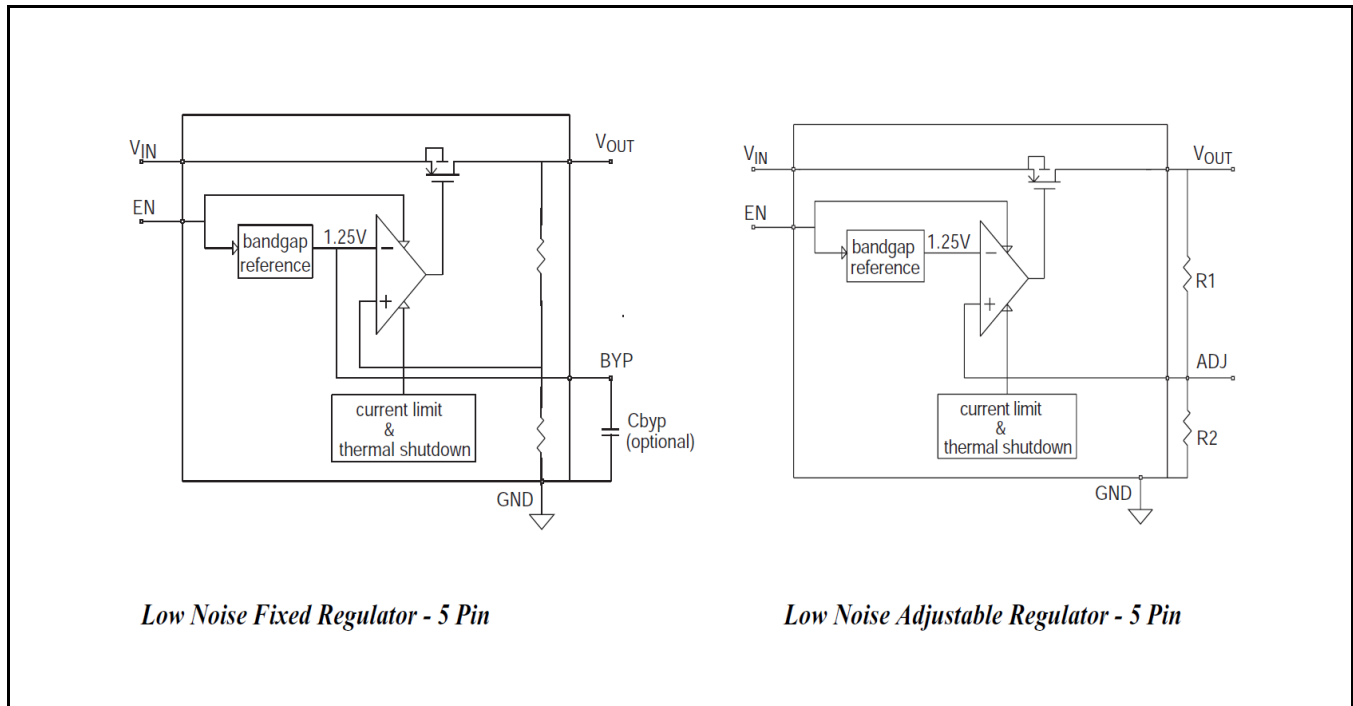 VIN
VOUT
EN
bandgap
reference
1.25V
−
+
BYP
current limit
&
thermal shutdown
Cbyp
(optional)
GND
Low Noise Fixed Regulator - 5 Pin
VIN
VOUT
EN
bandgap
reference
1.25V
−
+
R1
ADJ
current limit
&
thermal shutdown
R2
GND
Low Noise Adjustable Regulator - 5 Pin